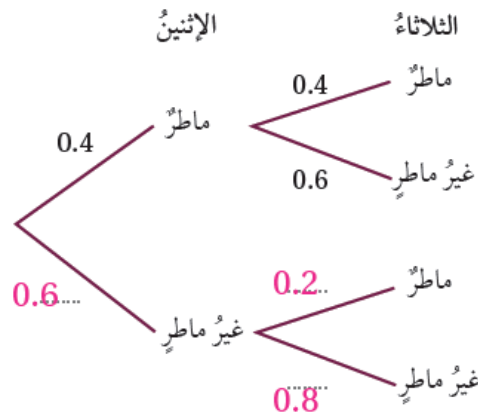 الإثنينُ
الثلاثاءُ
0.4
ماطرٌ
0.4
ماطرٌ
0.6
غيرُ ماطرٍ
0.6
غيرُ ماطرٍ
0.2
ماطرٌ
0.8
غيرُ ماطرٍ